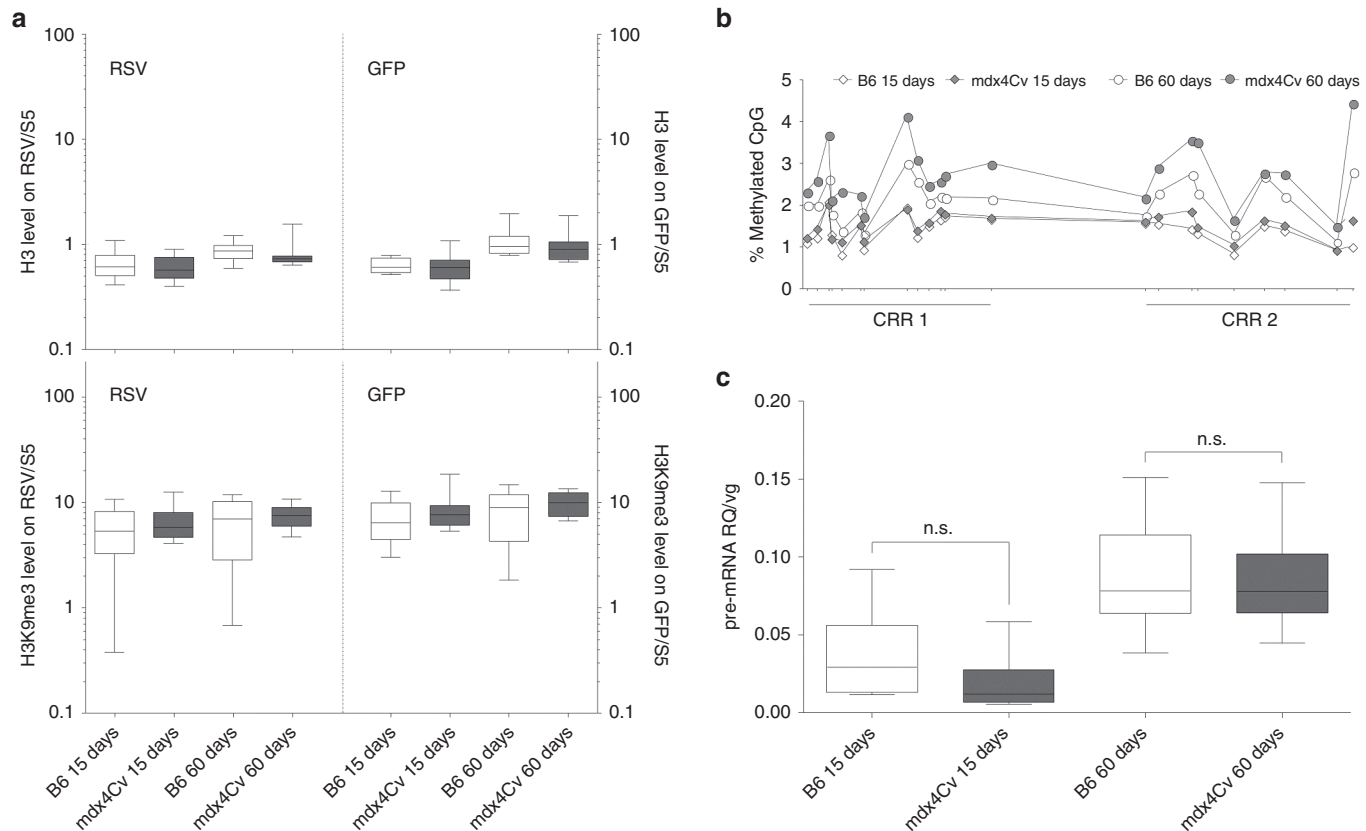 a
RSV
GFP
H3 level on RSV/S5
100
10
1
0.1
H3 level on GFP/S5
100
10
1
0.1
RSV
GFP
H3K9me3 level on RSV/S5
100
10
1
0.1
H3K9me3 level on GFP/S5
100
10
1
0.1
B6 15 days
mdx4Cv 15 days
B6 60 days
mdx4Cv 60 days
B6 15 days
mdx4Cv 15 days
B6 60 days
mdx4Cv 60 days
b
B6 15 days
mdx4Cv 15 days
B6 60 days
mdx4Cv 60 days
% Methylated CpG
5
4
3
2
1
0
CRR 1
CRR 2
c
pre-mRNA RQ/vg
0.20
0.15
0.10
0.05
0.00
n.s.
n.s.
B6 15 days
mdx4Cv 15 days
B6 60 days
mdx4Cv 60 days